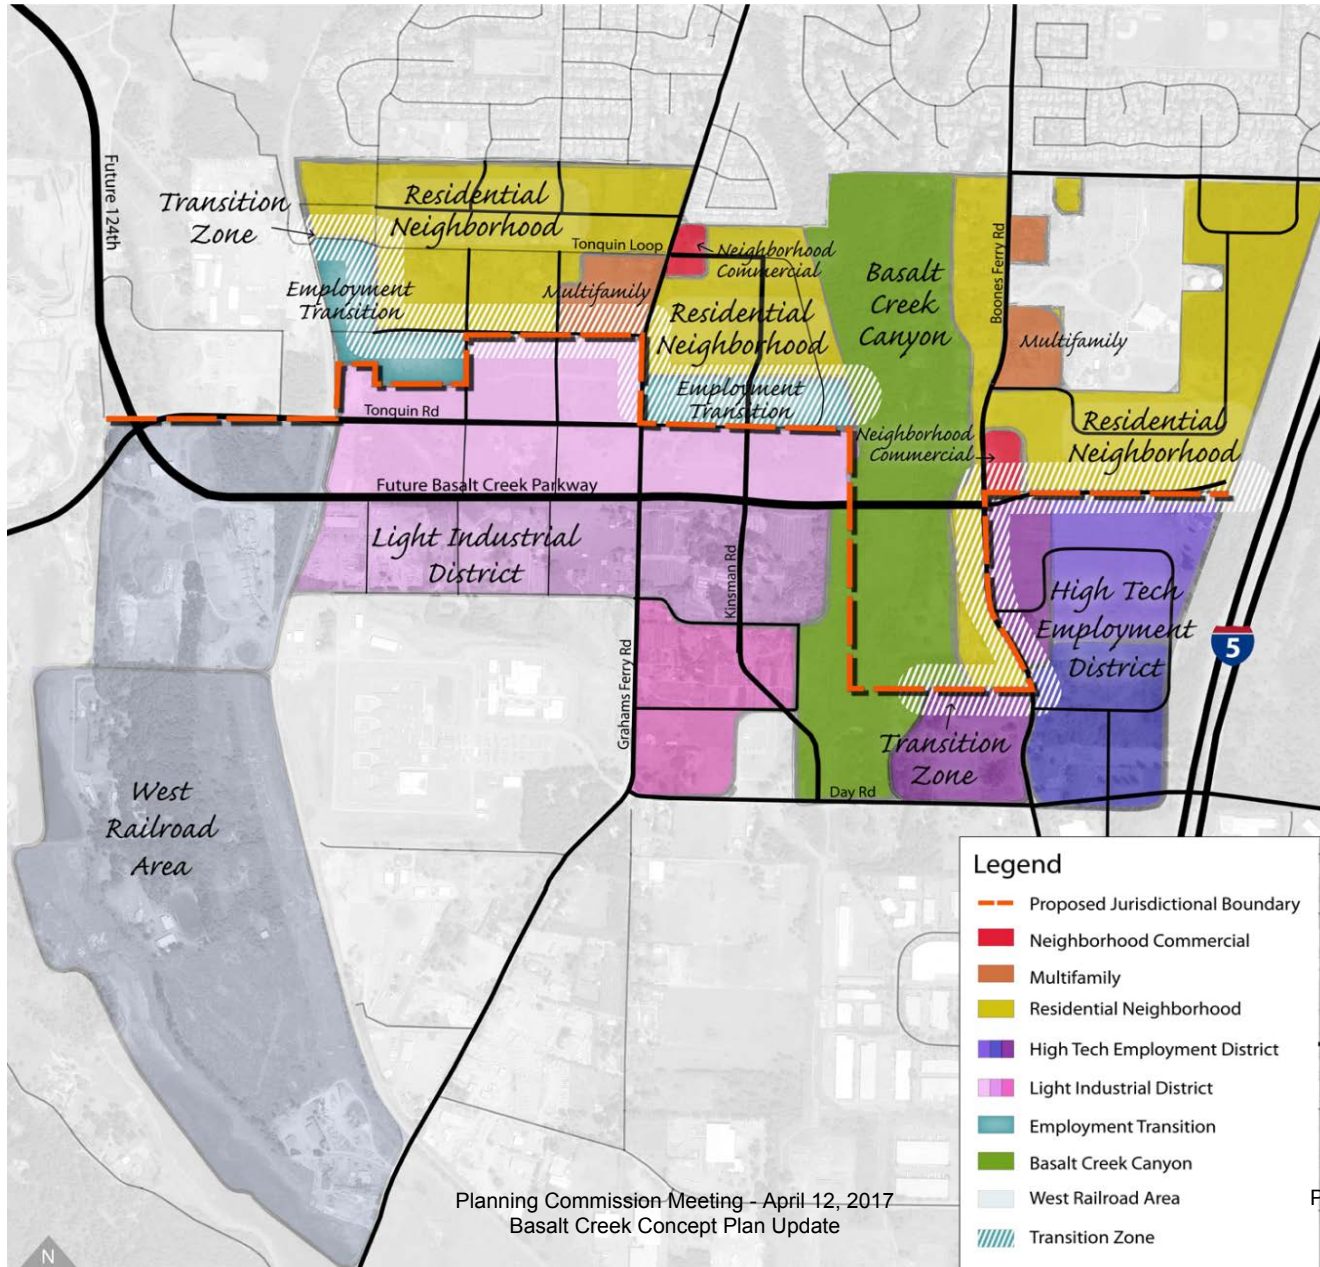 Future 124th
Transition
Zone
Residential
Neighborhood
Tonquin Loop
Neighborhood
Commercial
Employment
Transition
Multifamily
Residential
Neighborhood
Basalt
Creek
Canyon
Boones Ferry Rd
Multifamily
Employment
Transition
Tonquin Rd
Neighborhood
Commercial
Residential
Neighborhood
Future Basalt Creek Parkway
Light Industrial
District
Kinsman Rd
High Tech
Employment
District
5
Grahams Ferry Rd
Transition
Zone
Day Rd
West
Railroad
Area
Legend
Proposed Jurisdictional Boundary
Neighborhood Commercial
Multifamily
Residential Neighborhood
High Tech Employment District
Light Industrial District
Employment Transition
Basalt Creek Canyon
West Railroad Area
Transition Zone
Planning Commission Meeting - April 12, 2017
Basalt Creek Concept Plan Update
N